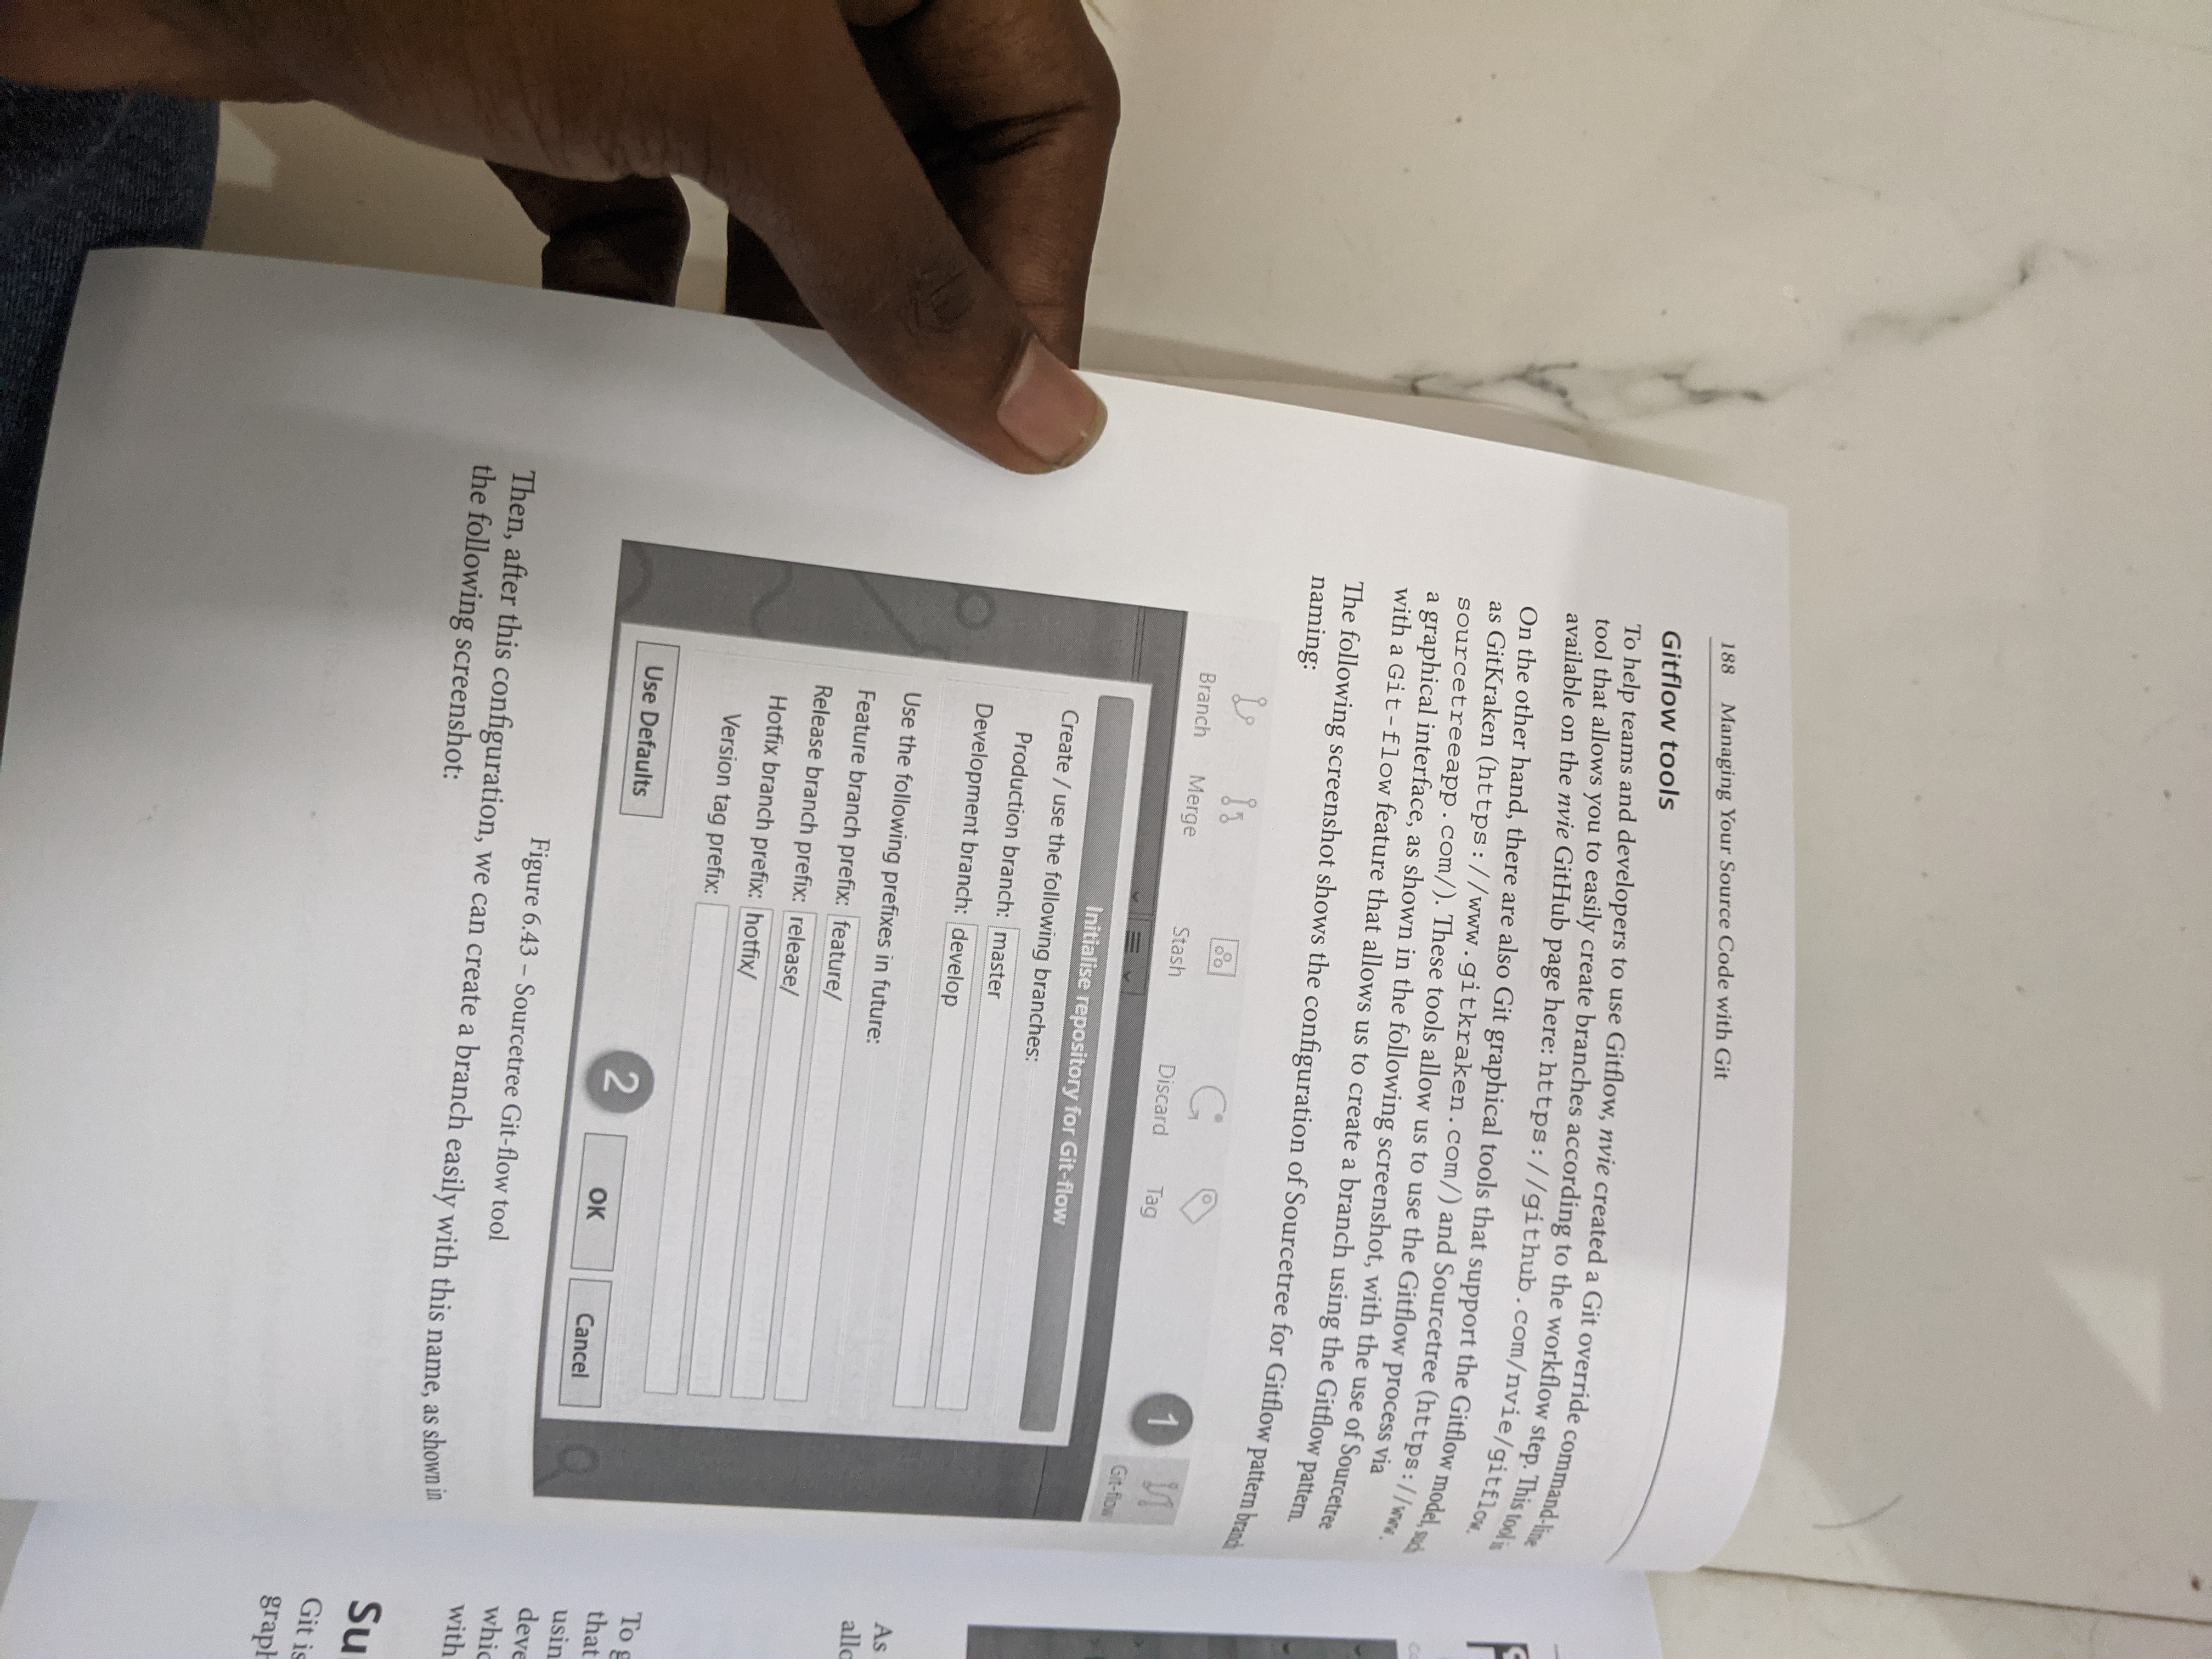 188 Managing Your Source Code with Git
Gitflow tools
To help teams and developers to use Gitflow, nvie created a Git override command-line
tool that allows you to easily create branches according to the workflow step. This tool is
available on the nvie GitHub page here: https://github.com/nvie/gitflow.
On the other hand, there are also Git graphical tools that support the Gitflow model, such
as GitKraken (https://www.gitkraken.com/) and Sourcetree (https://www.
sourcetreeapp.com/). These tools allow us to use the Gitflow process via
a graphical interface, as shown in the following screenshot, with the use of Sourcetree
with a Git-flow feature that allows us to create a branch using the Gitflow pattern.
The following screenshot shows the configuration of Sourcetree for Gitflow pattern branch
naming:
Branch Merge Stash Discard Tag 1 Git-flow
Initialise repository for Git-flow
Create / use the following branches:
Production branch: master
Development branch: develop
Use the following prefixes in future:
Feature branch prefix: feature/
Release branch prefix: release/
Hotfix branch prefix: hotfix/
Version tag prefix:
Use Defaults 2 OK Cancel
Figure 6.43 – Sourcetree Git-flow tool
Then, after this configuration, we can create a branch easily with this name, as shown in
the following screenshot:
As
allo
To g
that
usin
deve
whic
with
Su
Git is
graph